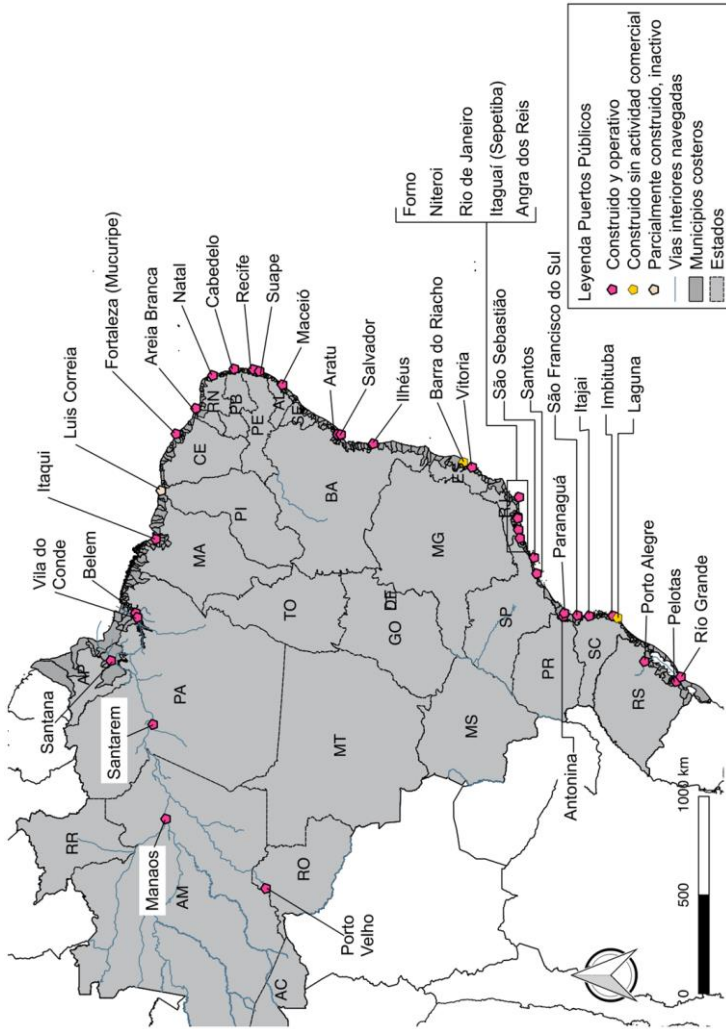 Santana
Vila do
Conde
Belem
Itaqui
Luis Correia
Fortaleza (Mucuripe)
Areia Branca
Natal
Cabedelo
Recife
Suape
Maceió
Aratu
Salvador
Ilhéus
Barra do Riacho
Vitoria
Forno
Niteroi
Rio de Janeiro
Itaguaí (Sepetiba)
Angra dos Reis
São Sebastião
Santos
São Francisco do Sul
Itajai
Imbituba
Laguna
Paranaguá
Porto Alegre
Pelotas
Río Grande
Antonina
Santarem
Manaos
Porto
Velho
RR
AP
AM
PA
AC
RO
MT
TO
MA
PI
CE
RN
PB
PE
AL
SE
BA
GO
DF
MG
MS
SP
PR
SC
RS
0
500
1000 km
Leyenda Puertos Públicos
Construido y operativo
Construido sin actividad comercial
Parcialmente construido, inactivo
Vias interiores navegadas
Municipios costeros
Estados